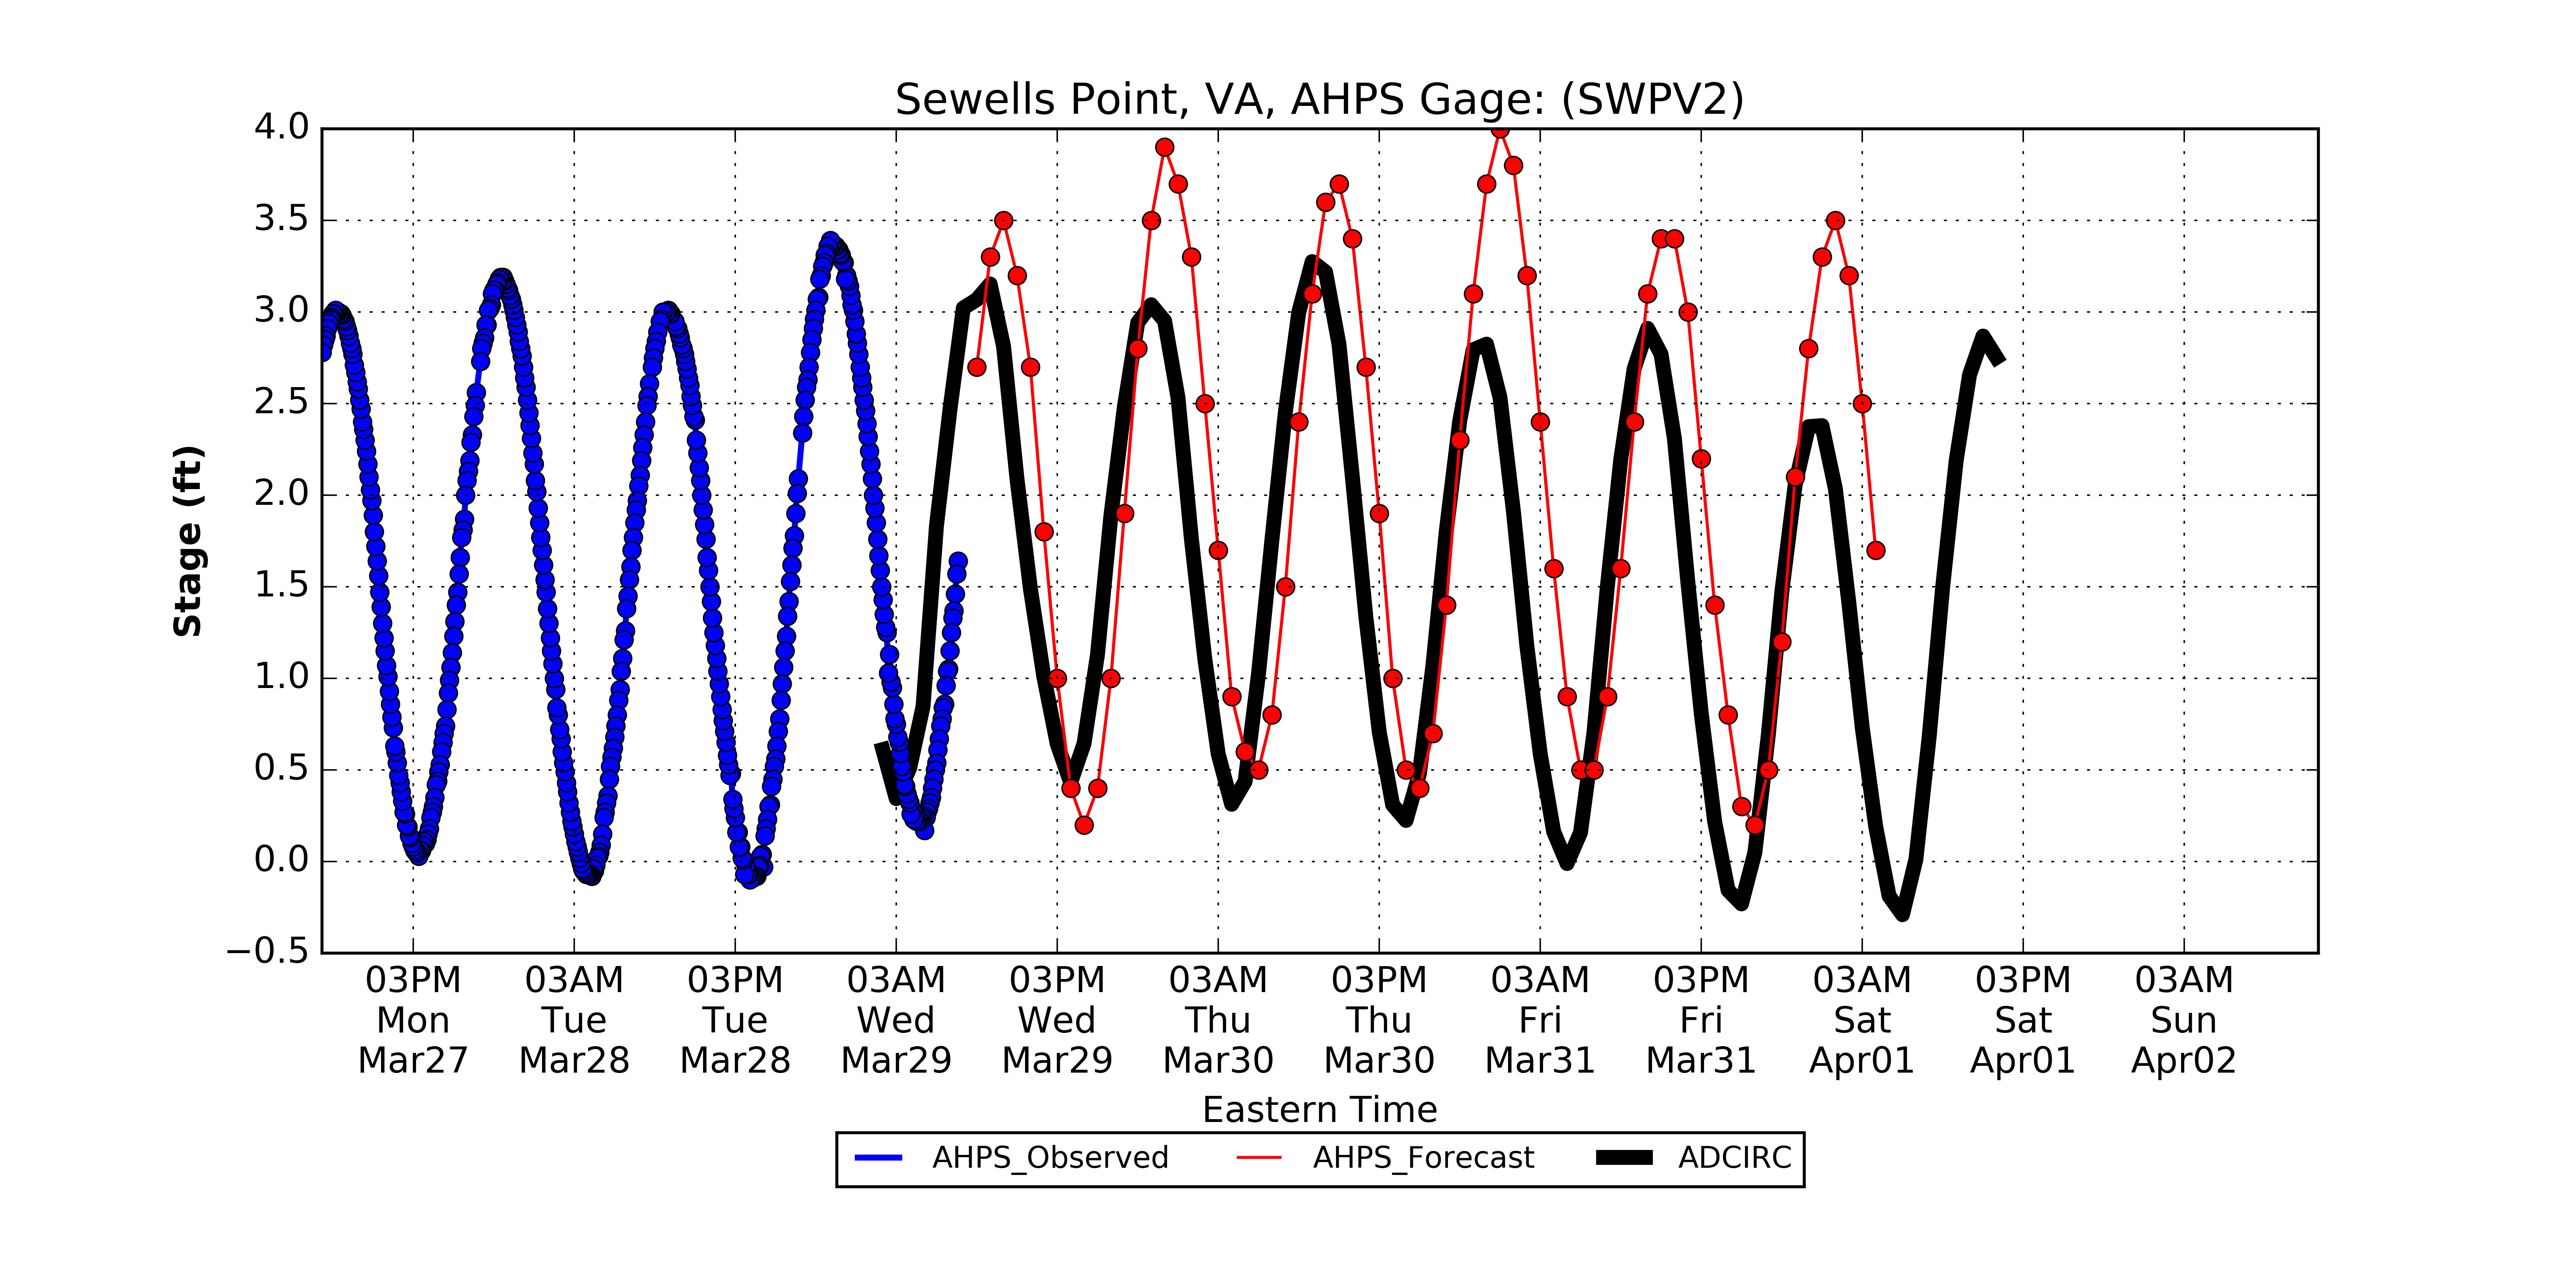 Sewells Point, VA, AHPS Gage: (SWPV2)
4.0
3.5
3.0
2.5
2.0
1.5
1.0
0.5
0.0
−0.5
Stage (ft)
03PM 03AM 03PM 03AM 03PM 03AM 03PM 03AM 03PM 03AM 03PM 03AM
Mon Tue Tue Wed Wed Thu Thu Fri Fri Sat Sat Sun
Mar27 Mar28 Mar28 Mar29 Mar29 Mar30 Mar30 Mar31 Mar31 Apr01 Apr01 Apr02
Eastern Time
AHPS_Observed AHPS_Forecast ADCIRC